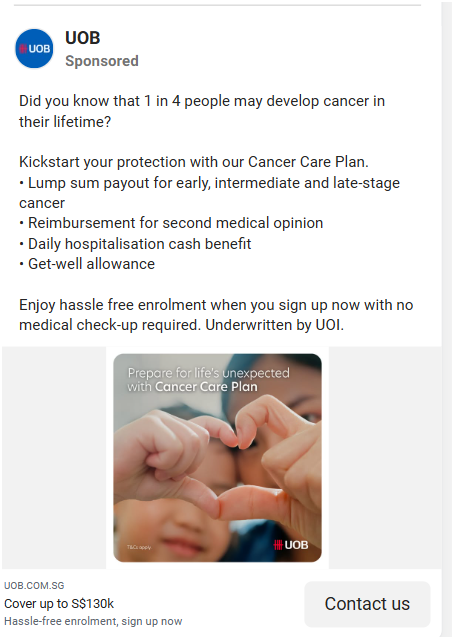 UOB
UOB
Sponsored
Did you know that 1 in 4 people may develop cancer in
their lifetime?
Kickstart your protection with our Cancer Care Plan.
• Lump sum payout for early, intermediate and late-stage
cancer
• Reimbursement for second medical opinion
• Daily hospitalisation cash benefit
• Get-well allowance
Enjoy hassle free enrolment when you sign up now with no
medical check-up required. Underwritten by UOI.
Prepare for life's unexpected
with Cancer Care Plan
T&Cs apply
UOB
UOB.COM.SG
Cover up to S$130k
Hassle-free enrolment, sign up now
Contact us